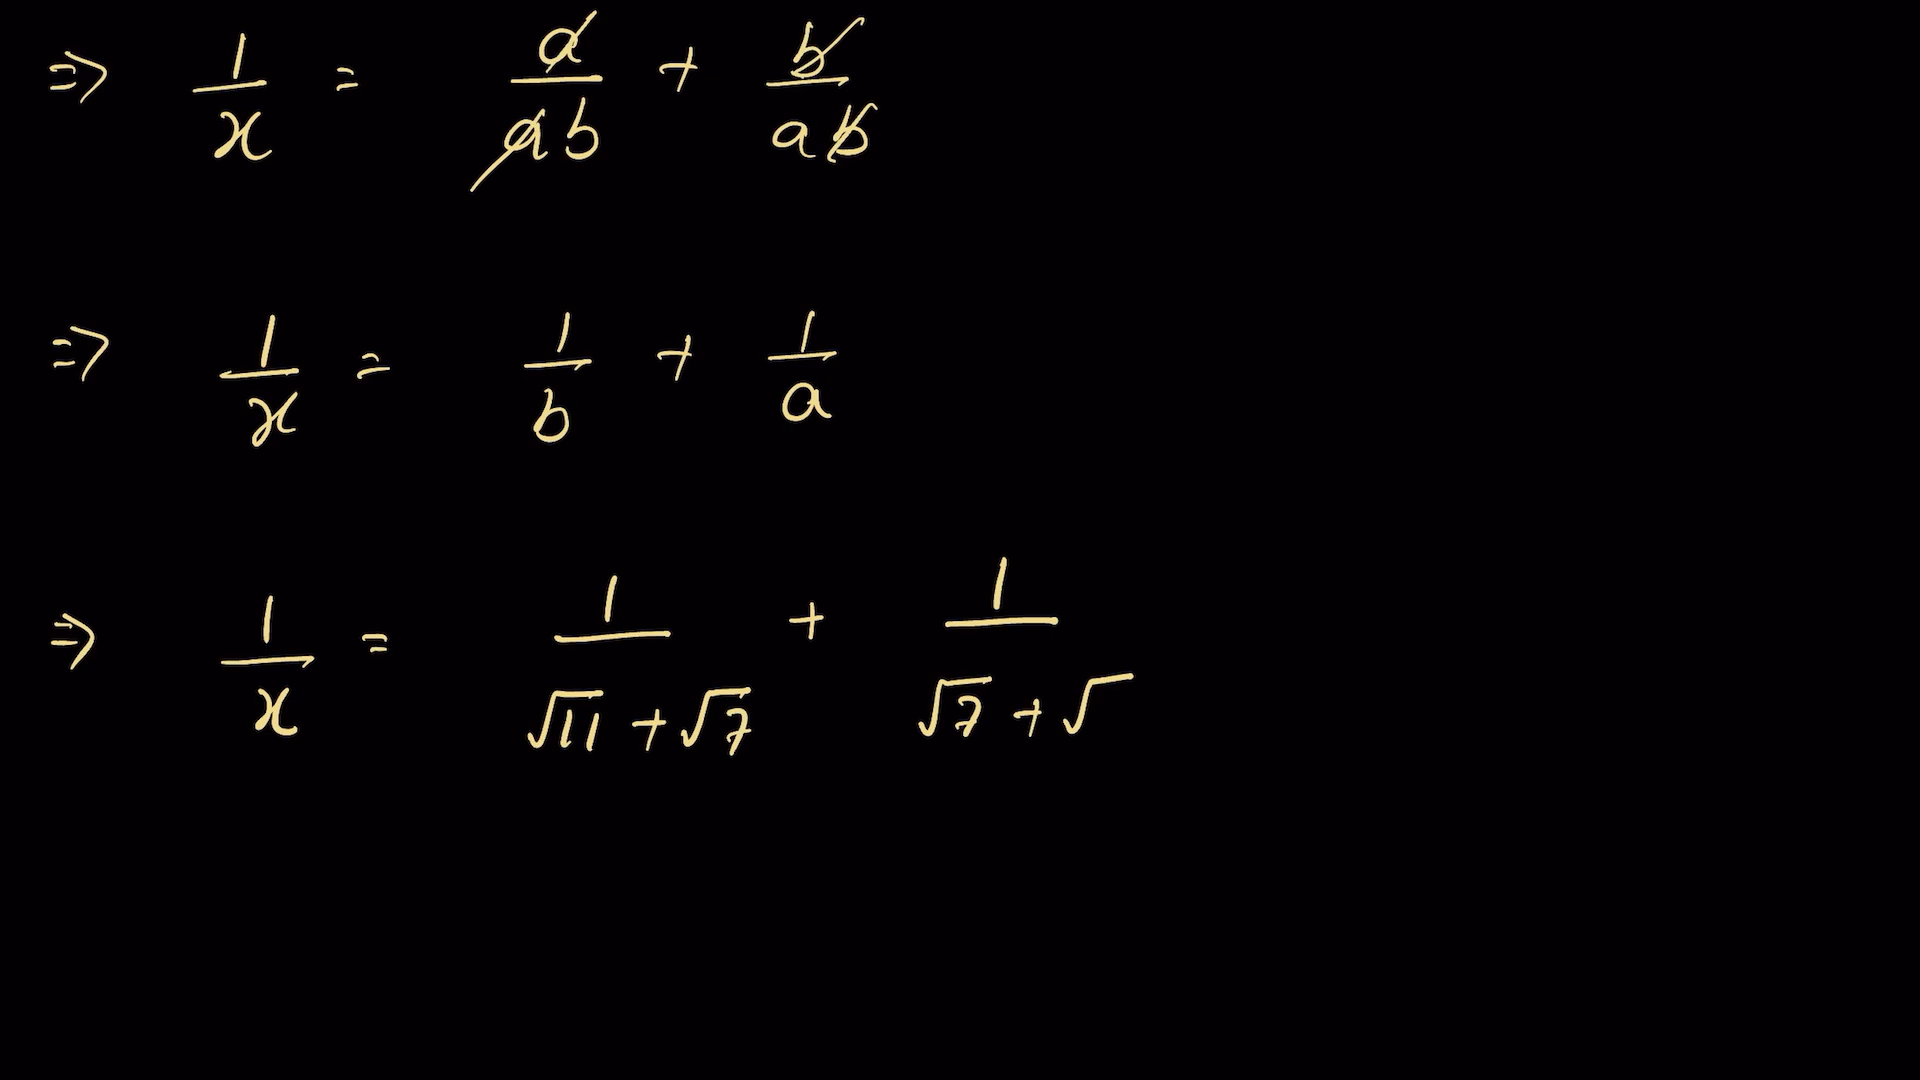 ⇒ 1/x = a/ab + b/ab
⇒ 1/x = 1/b + 1/a
⇒ 1/x = 1/(√11 + √7) + 1/(√7 + √